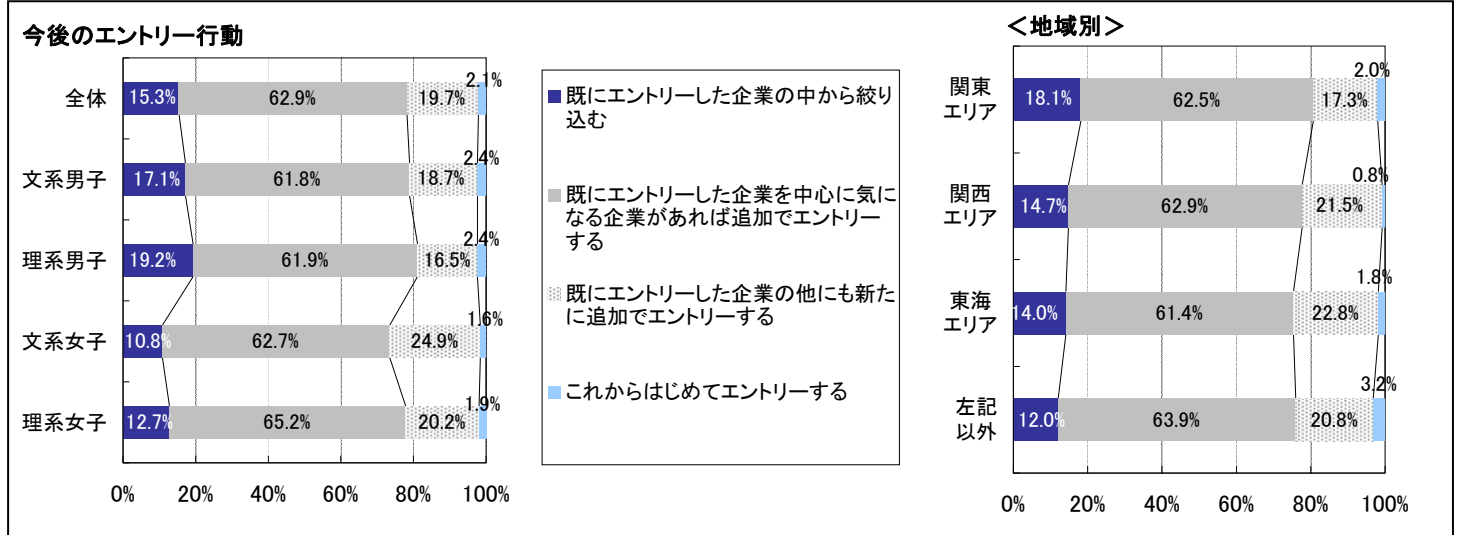 今後のエントリー行動
全体
15.3%
62.9%
19.7%
2.1%
文系男子
17.1%
61.8%
18.7%
2.4%
理系男子
19.2%
61.9%
16.5%
2.4%
文系女子
10.8%
62.7%
24.9%
1.6%
理系女子
12.7%
65.2%
20.2%
1.9%
0%
20%
40%
60%
80%
100%
既にエントリーした企業の中から絞り
込む
既にエントリーした企業を中心に気に
なる企業があれば追加でエントリー
する
既にエントリーした企業の他にも新た
に追加でエントリーする
これからはじめてエントリーする
＜地域別＞
関東
エリア
18.1%
62.5%
17.3%
2.0%
関西
エリア
14.7%
62.9%
21.5%
0.8%
東海
エリア
14.0%
61.4%
22.8%
1.8%
左記
以外
12.0%
63.9%
20.8%
3.2%
0%
20%
40%
60%
80%
100%